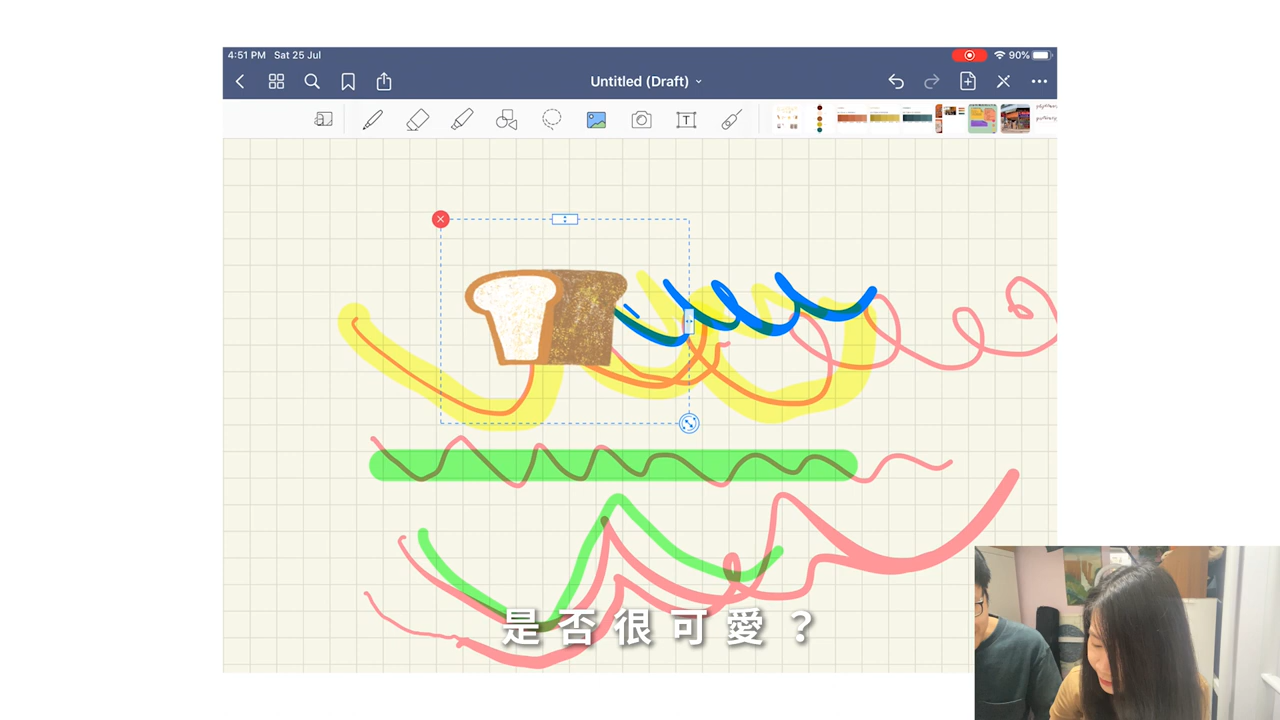 4:51 PM Sat 25 Jul
90%
Untitled (Draft)
T
是否很可愛？